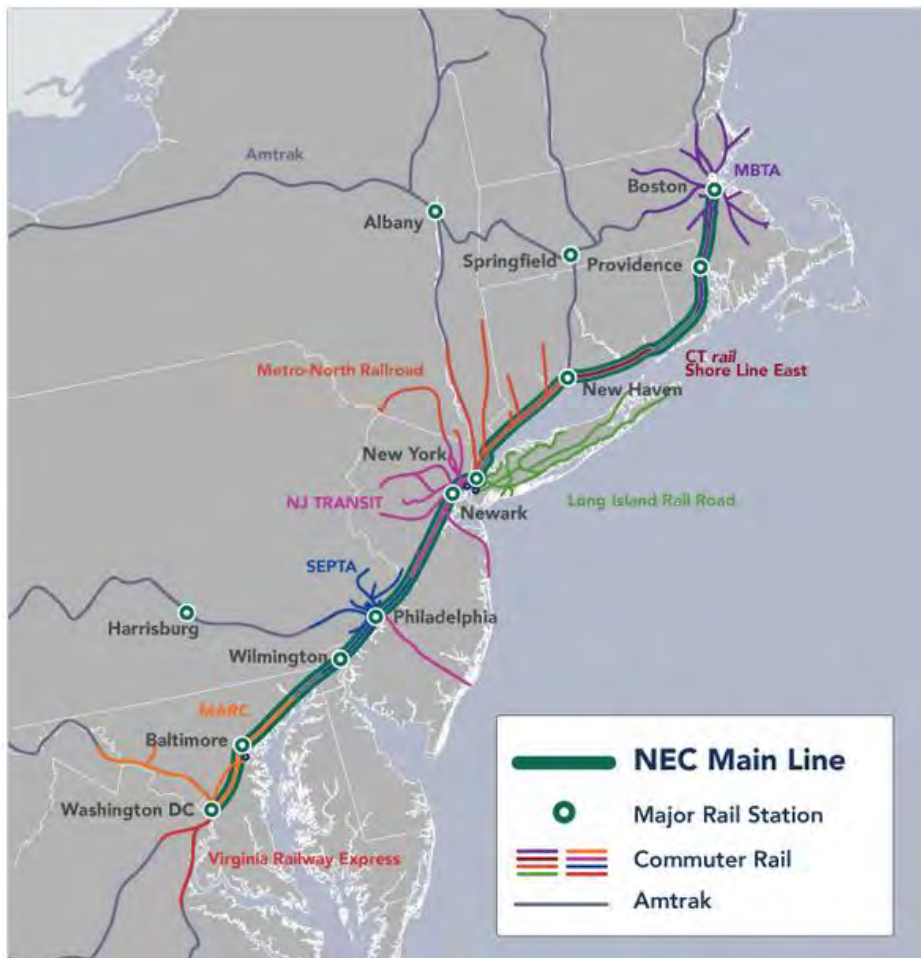 Amtrak
MBTA
Boston
Albany
Springfield
Providence
CT rail
Shore Line East
Metro-North Railroad
New Haven
New York
NJ TRANSIT
Newark
Long Island Rail Road
SEPTA
Philadelphia
Harrisburg
Wilmington
MARC
Baltimore
Washington DC
Virginia Railway Express
NEC Main Line
Major Rail Station
Commuter Rail
Amtrak